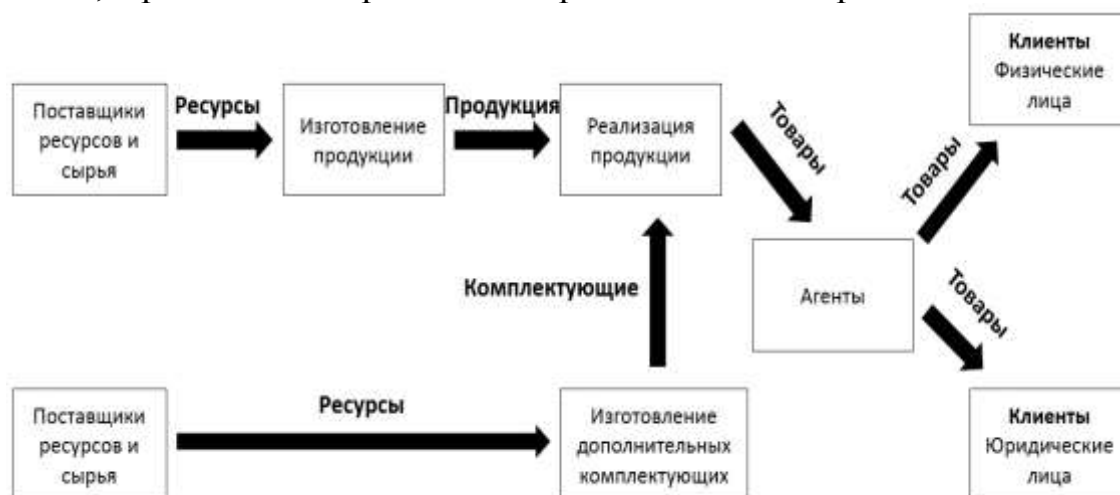 Клиенты
Физические
лица
Поставщики
ресурсов и
сырья
Ресурсы
Изготовление
продукции
Продукция
Реализация
продукции
Товары
Товары
Комплектующие
Агенты
Товары
Поставщики
ресурсов и
сырья
Ресурсы
Изготовление
дополнительных
комплектующих
Клиенты
Юридические
лица